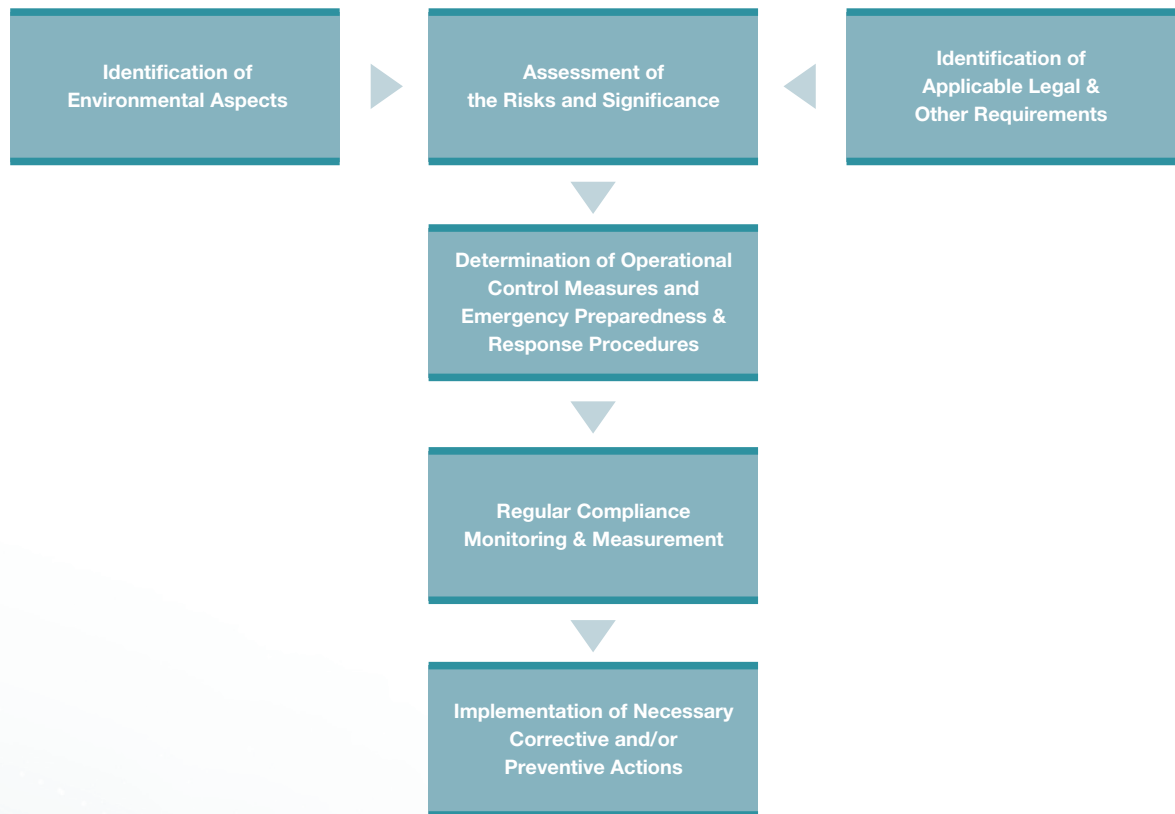 Identification of
Environmental Aspects
Assessment of
the Risks and Significance
Identification of
Applicable Legal &
Other Requirements
Determination of Operational
Control Measures and
Emergency Preparedness &
Response Procedures
Regular Compliance
Monitoring & Measurement
Implementation of Necessary
Corrective and/or
Preventive Actions